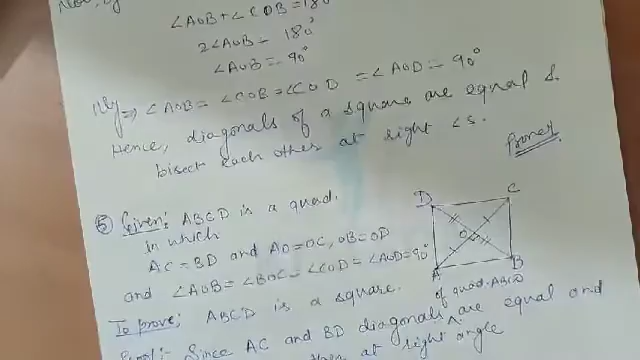 ∠AOB + ∠COB = 180°
2∠AOB = 180°
∠AOB = 90°
Illy ⇒ ∠AOB = ∠COB = ∠COD = ∠AOD = 90°
Hence, diagonals of a square are equal &
bisect each other at right ∠s.
Proved
⑤ Given: ABCD is a quad.
in which
AC = BD and AO = OC, OB = OD
and ∠AOB = ∠BOC = ∠COD = ∠AOD = 90°
To prove: ABCD is a square.
D
C
O
A
B
of quad. ABCD
Proof:- Since AC and BD diagonals are equal and
at right angle